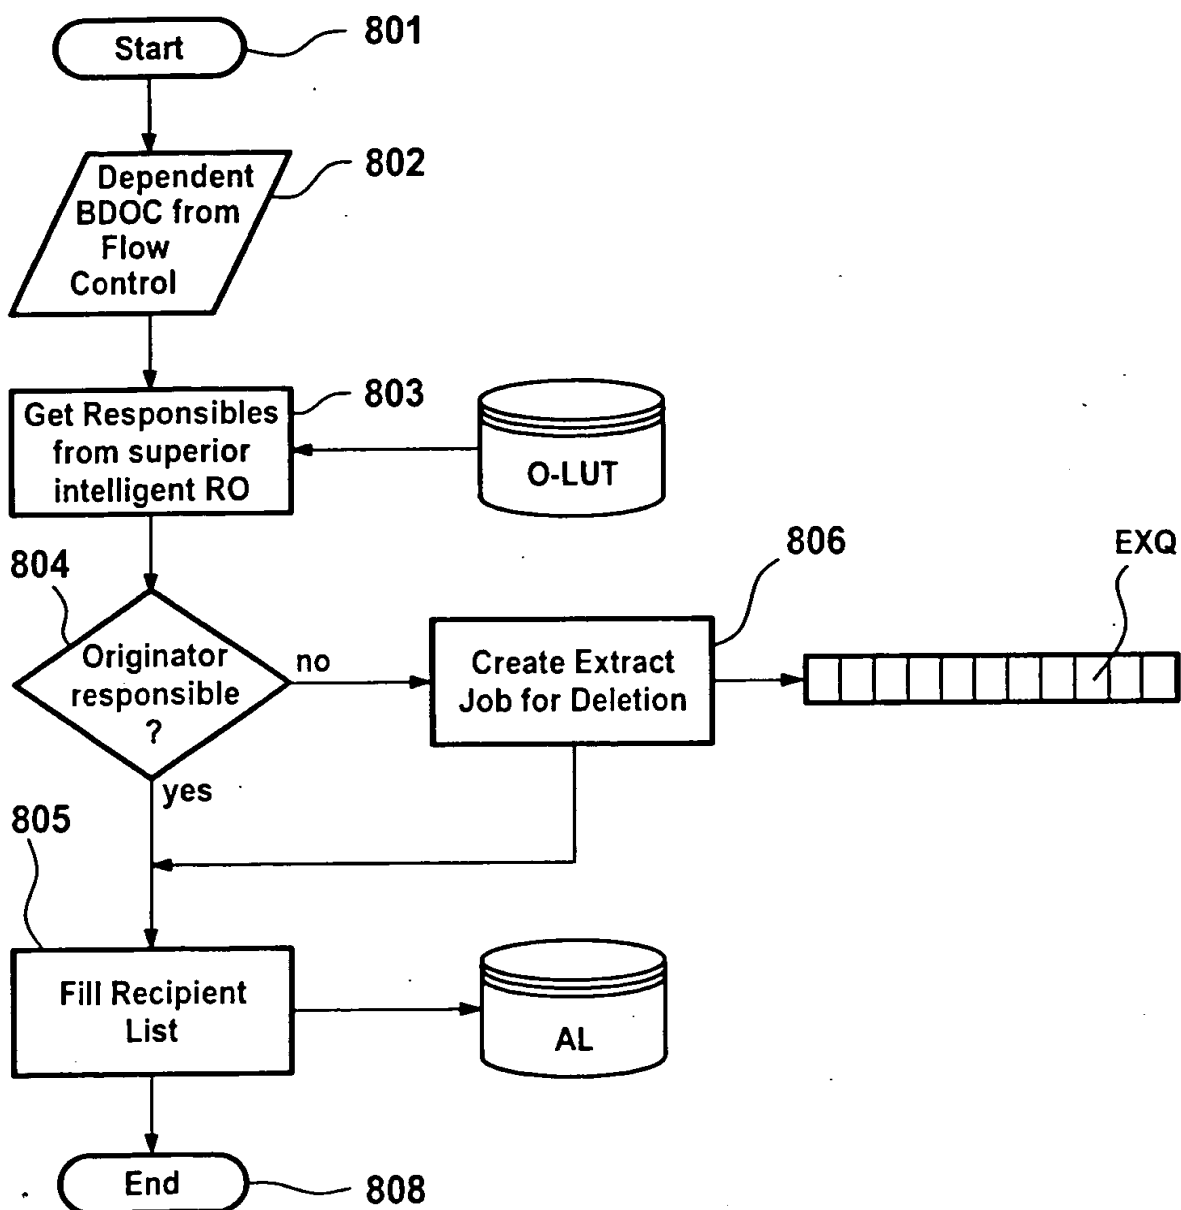 Start
801
Dependent
BDOC from
Flow
Control
802
Get Responsibles
from superior
intelligent RO
803
O-LUT
804
Originator
responsible
?
no
yes
806
Create Extract
Job for Deletion
EXQ
805
Fill Recipient
List
AL
End
808